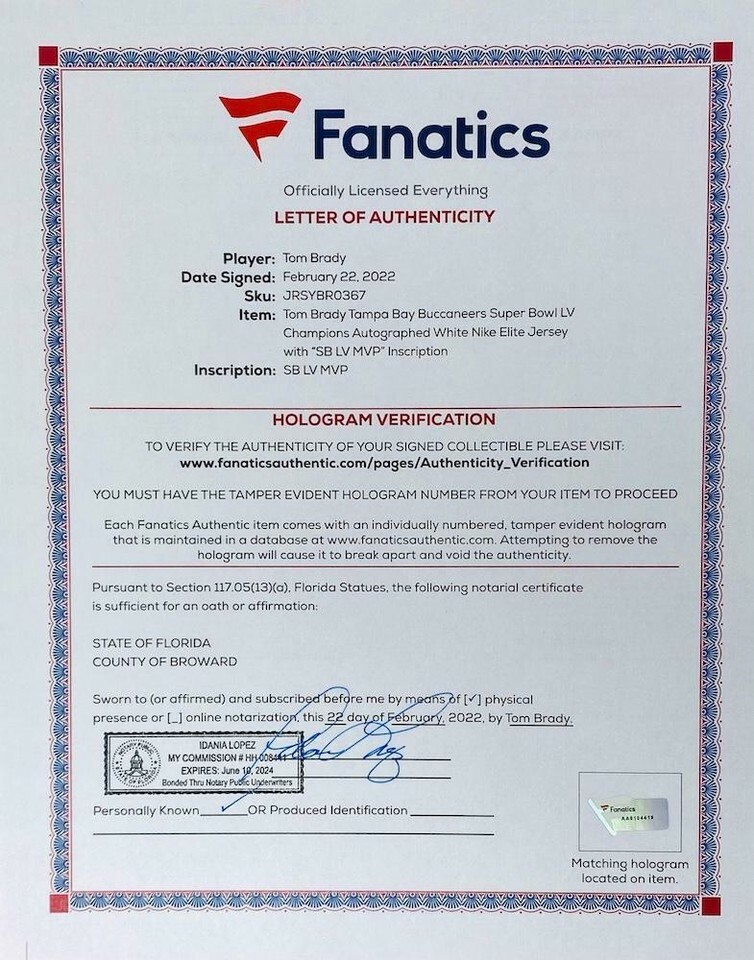 Fanatics
Officially Licensed Everything
LETTER OF AUTHENTICITY
Player: Tom Brady
Date Signed: February 22, 2022
Sku: JRSYBR0367
Item: Tom Brady Tampa Bay Buccaneers Super Bowl LV
Champions Autographed White Nike Elite Jersey
with "SB LV MVP" Inscription
Inscription: SB LV MVP
HOLOGRAM VERIFICATION
TO VERIFY THE AUTHENTICITY OF YOUR SIGNED COLLECTIBLE PLEASE VISIT:
www.fanaticsauthentic.com/pages/Authenticity_Verification
YOU MUST HAVE THE TAMPER EVIDENT HOLOGRAM NUMBER FROM YOUR ITEM TO PROCEED
Each Fanatics Authentic item comes with an individually numbered, tamper evident hologram
that is maintained in a database at www.fanaticsauthentic.com. Attempting to remove the
hologram will cause it to break apart and void the authenticity.
Pursuant to Section 117.05(13)(a), Florida Statues, the following notarial certificate
is sufficient for an oath or affirmation:
STATE OF FLORIDA
COUNTY OF BROWARD
Sworn to (or affirmed) and subscribed before me by means of [✓] physical
presence or [_] online notarization, this 22 day of February, 2022, by Tom Brady.
NOTARY PUBLIC
IDANIA LOPEZ
MY COMMISSION # HH
EXPIRES: June 10, 2024
Bonded Thru Notary Public Underwriters
Personally Known ✓ OR Produced Identification
Fanatics
Matching hologram
located on item.